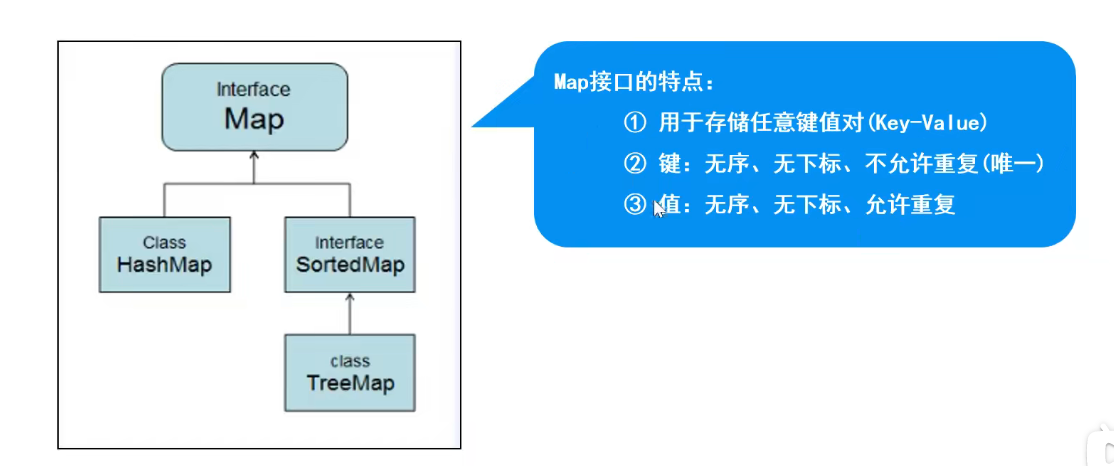 Interface
Map
Class
HashMap
Interface
SortedMap
class
TreeMap
Map接口的特点：
① 用于存储任意键值对(Key-Value)
② 键：无序、无下标、不允许重复(唯一)
③ 值：无序、无下标、允许重复